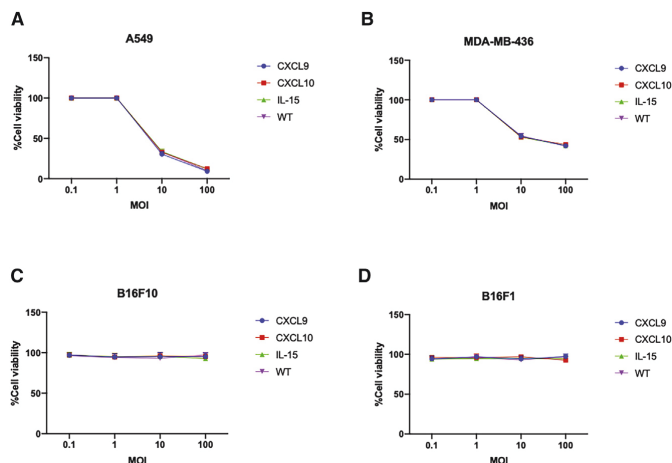 A
A549
150
100
50
0
%Cell viability
0.1 1 10 100
MOI
CXCL9
CXCL10
IL-15
WT
B
MDA-MB-436
150
100
50
0
%Cell viability
0.1 1 10 100
MOI
CXCL9
CXCL10
IL-15
WT
C
B16F10
150
100
50
0
%Cell viability
0.1 1 10 100
MOI
CXCL9
CXCL10
IL-15
WT
D
B16F1
150
100
50
0
%Cell viability
0.1 1 10 100
MOI
CXCL9
CXCL10
IL-15
WT